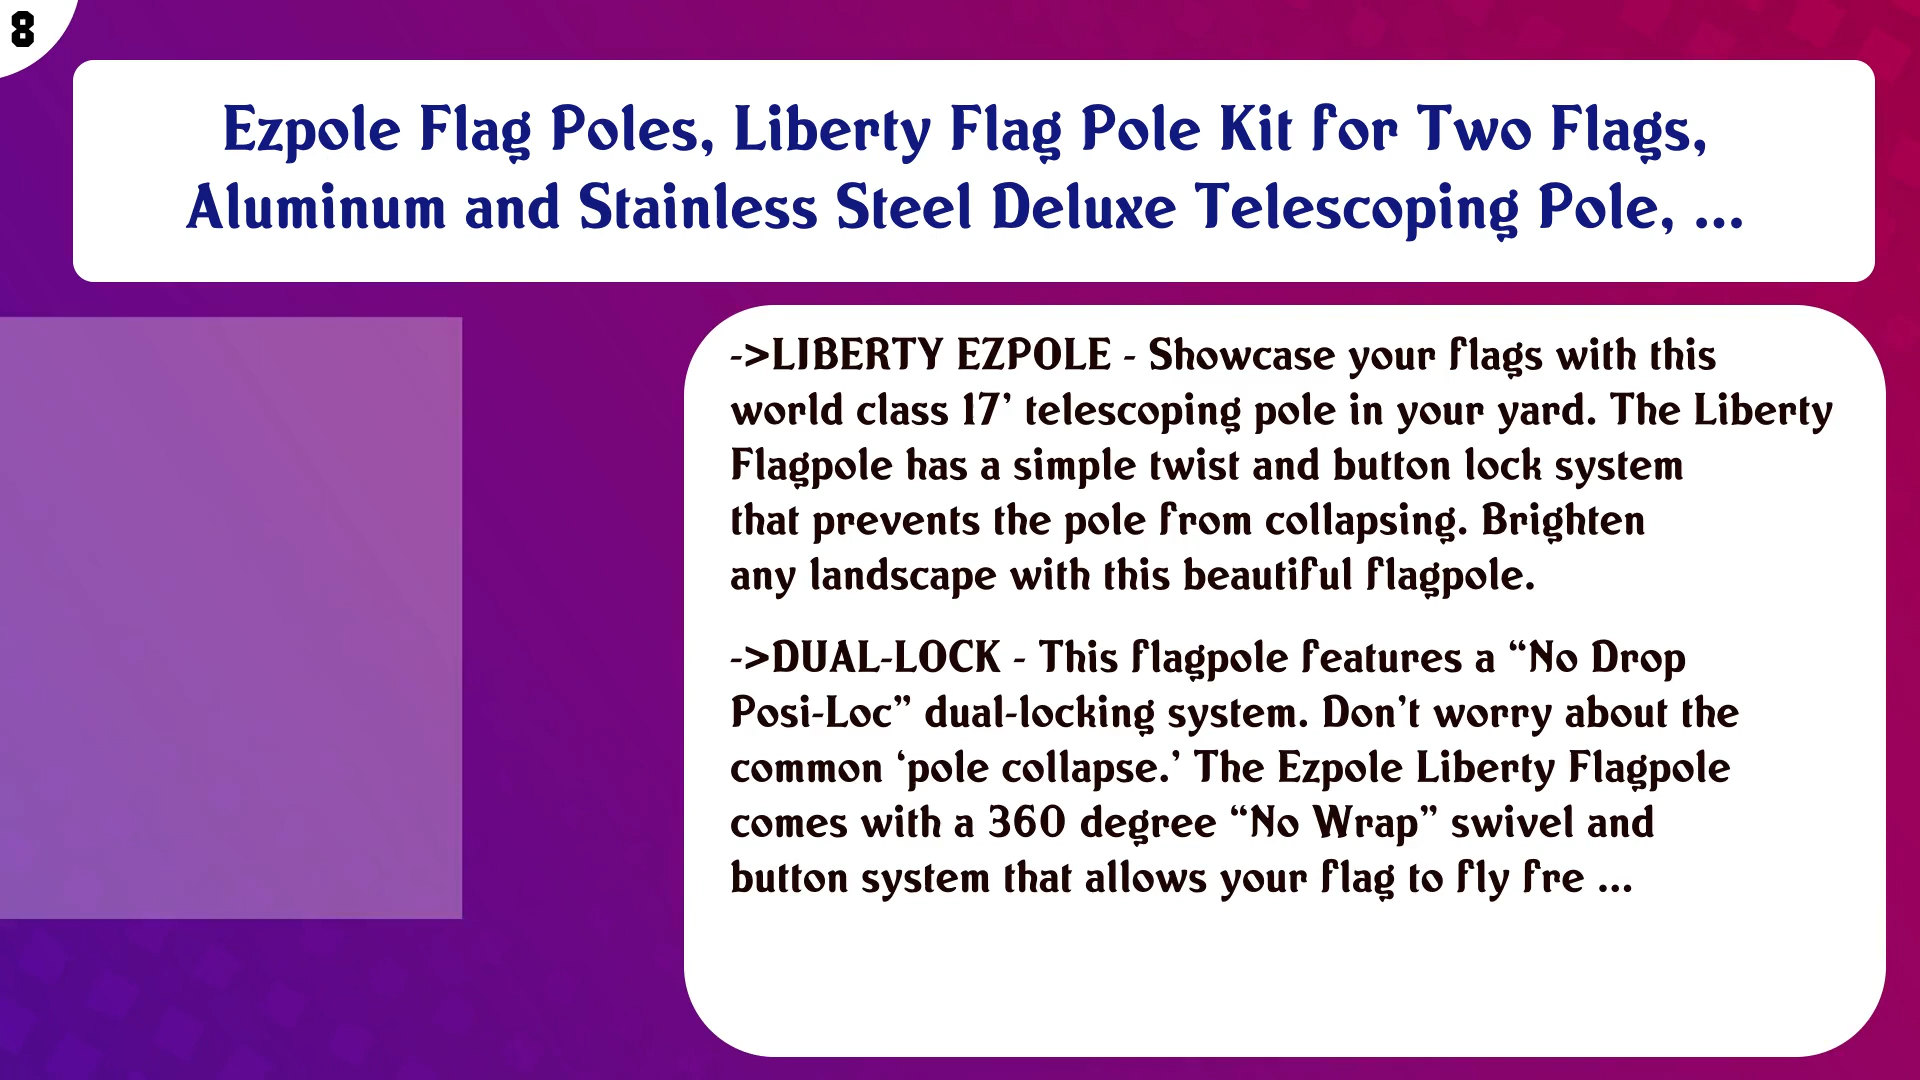 8
Ezpole Flag Poles, Liberty Flag Pole Kit for Two Flags,
Aluminum and Stainless Steel Deluxe Telescoping Pole, ...
->LIBERTY EZPOLE - Showcase your flags with this
world class 17’ telescoping pole in your yard. The Liberty
Flagpole has a simple twist and button lock system
that prevents the pole from collapsing. Brighten
any landscape with this beautiful flagpole.
->DUAL-LOCK - This flagpole features a “No Drop
Posi-Loc” dual-locking system. Don’t worry about the
common ‘pole collapse.’ The Ezpole Liberty Flagpole
comes with a 360 degree “No Wrap” swivel and
button system that allows your flag to fly fre ...